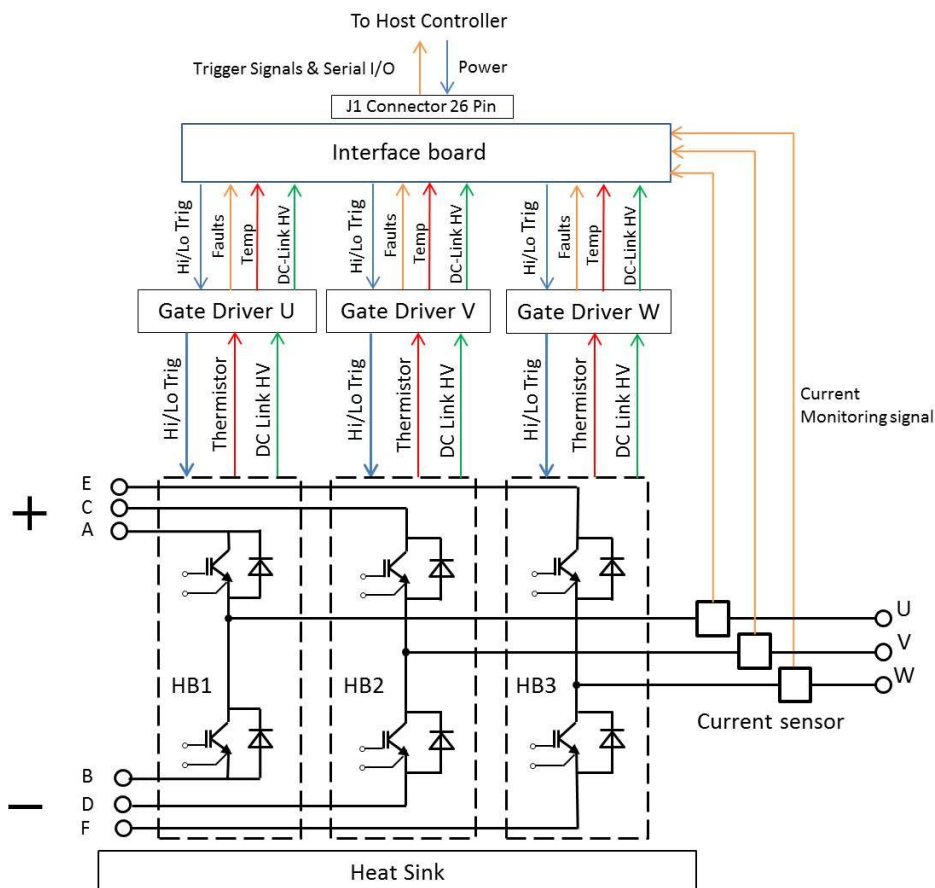 To Host Controller
Trigger Signals & Serial I/O
Power
J1 Connector 26 Pin
Interface board
Hi/Lo Trig
Faults
Temp
DC-Link HV
Hi/Lo Trig
Faults
Temp
DC-Link HV
Hi/Lo Trig
Faults
Temp
DC-Link HV
Gate Driver U
Gate Driver V
Gate Driver W
Hi/Lo Trig
Thermistor
DC Link HV
Hi/Lo Trig
Thermistor
DC Link HV
Hi/Lo Trig
Thermistor
DC Link HV
Current
Monitoring signal
E
+
C
A
U
V
W
HB1
HB2
HB3
Current sensor
B
−
D
F
Heat Sink